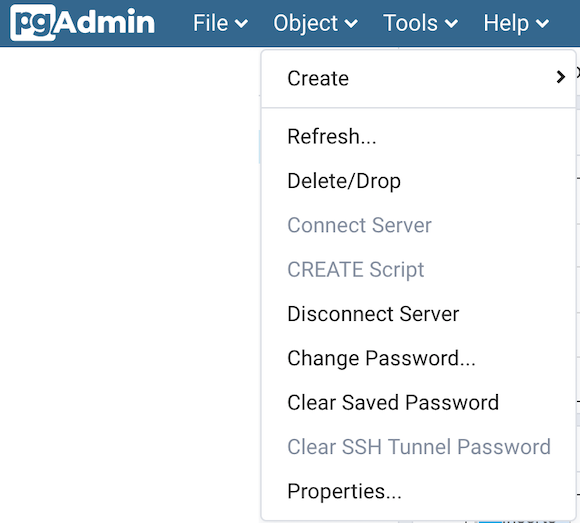 pgAdmin File Object Tools Help
Create
Refresh...
Delete/Drop
Connect Server
CREATE Script
Disconnect Server
Change Password...
Clear Saved Password
Clear SSH Tunnel Password
Properties...